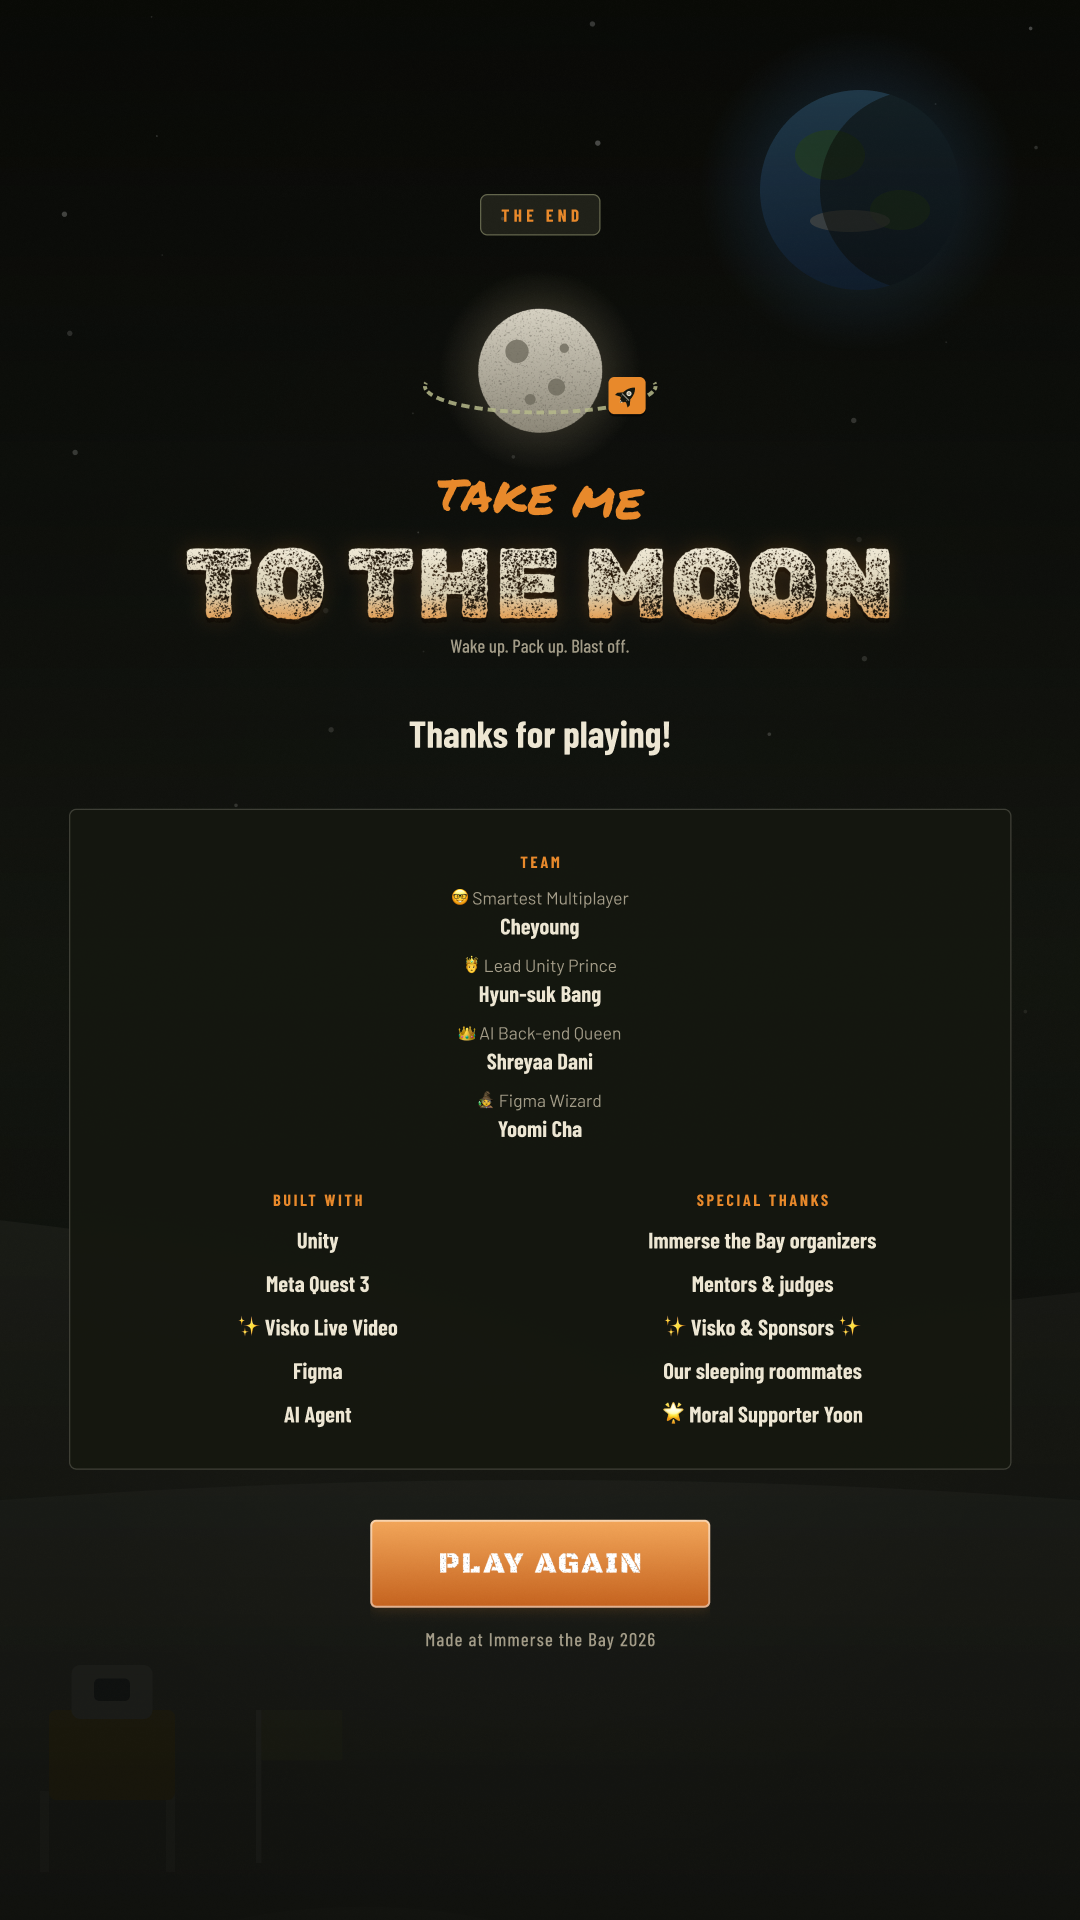 THE END
TAKE ME
TO THE MOON
Wake up. Pack up. Blast off.
Thanks for playing!
TEAM
🤓 Smartest Multiplayer
Cheyoung
🤴 Lead Unity Prince
Hyun-suk Bang
👑 AI Back-end Queen
Shreyaa Dani
🧙 Figma Wizard
Yoomi Cha
BUILT WITH
Unity
Meta Quest 3
✨ Visko Live Video
Figma
AI Agent
SPECIAL THANKS
Immerse the Bay organizers
Mentors & judges
✨ Visko & Sponsors ✨
Our sleeping roommates
🌟 Moral Supporter Yoon
PLAY AGAIN
Made at Immerse the Bay 2026